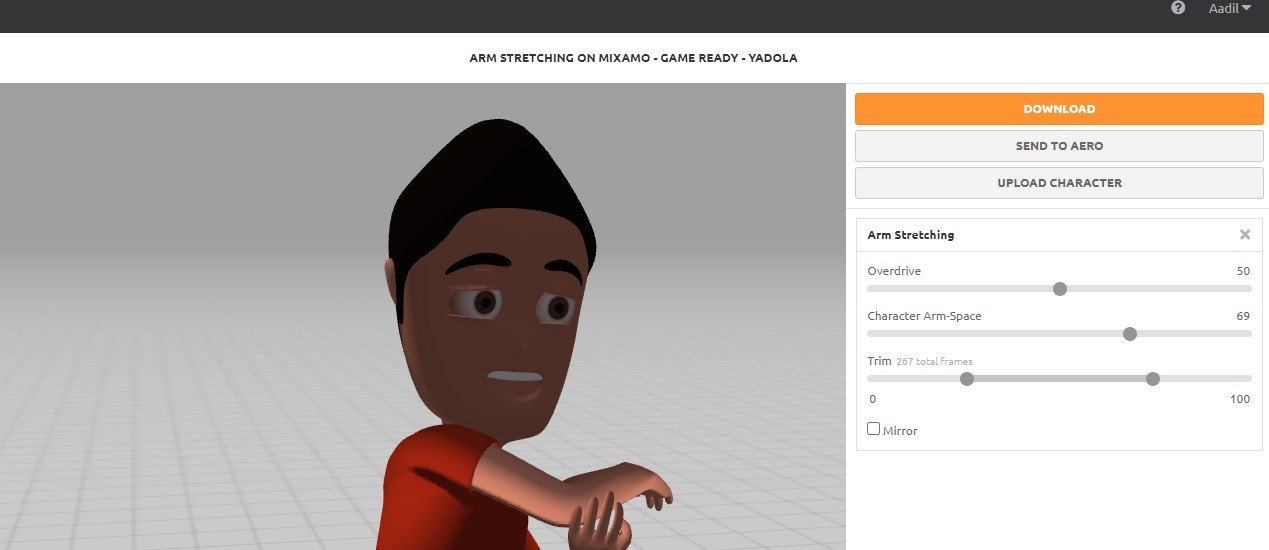 Aadil
ARM STRETCHING ON MIXAMO - GAME READY - YADOLA
DOWNLOAD
SEND TO AERO
UPLOAD CHARACTER
Arm Stretching
Overdrive 50
Character Arm-Space 69
Trim 267 total frames
0 100
Mirror